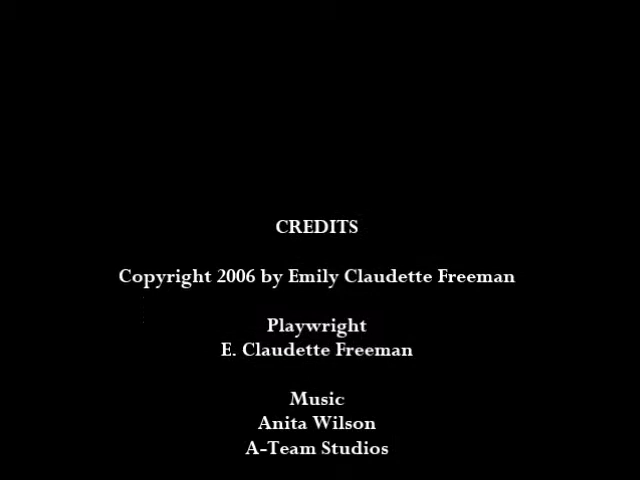 CREDITS
Copyright 2006 by Emily Claudette Freeman
Playwright
E. Claudette Freeman
Music
Anita Wilson
A-Team Studios